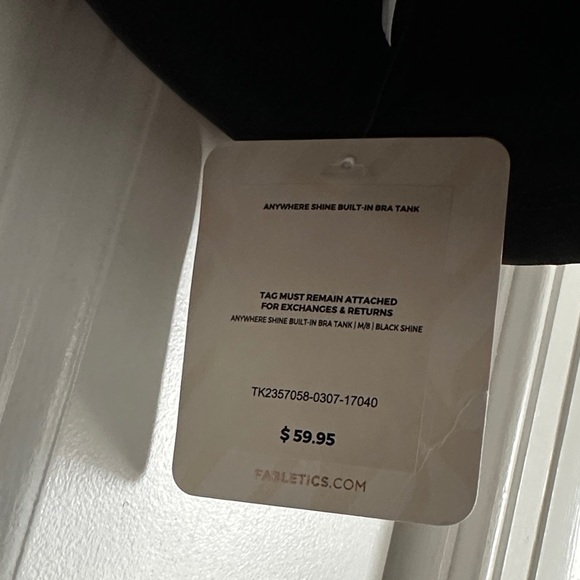 ANYWHERE SHINE BUILT-IN BRA TANK
TAG MUST REMAIN ATTACHED
FOR EXCHANGES & RETURNS
ANYWHERE SHINE BUILT-IN BRA TANK | M/8 | BLACK SHINE
TK2357058-0307-17040
$ 59.95
FABLETICS.COM